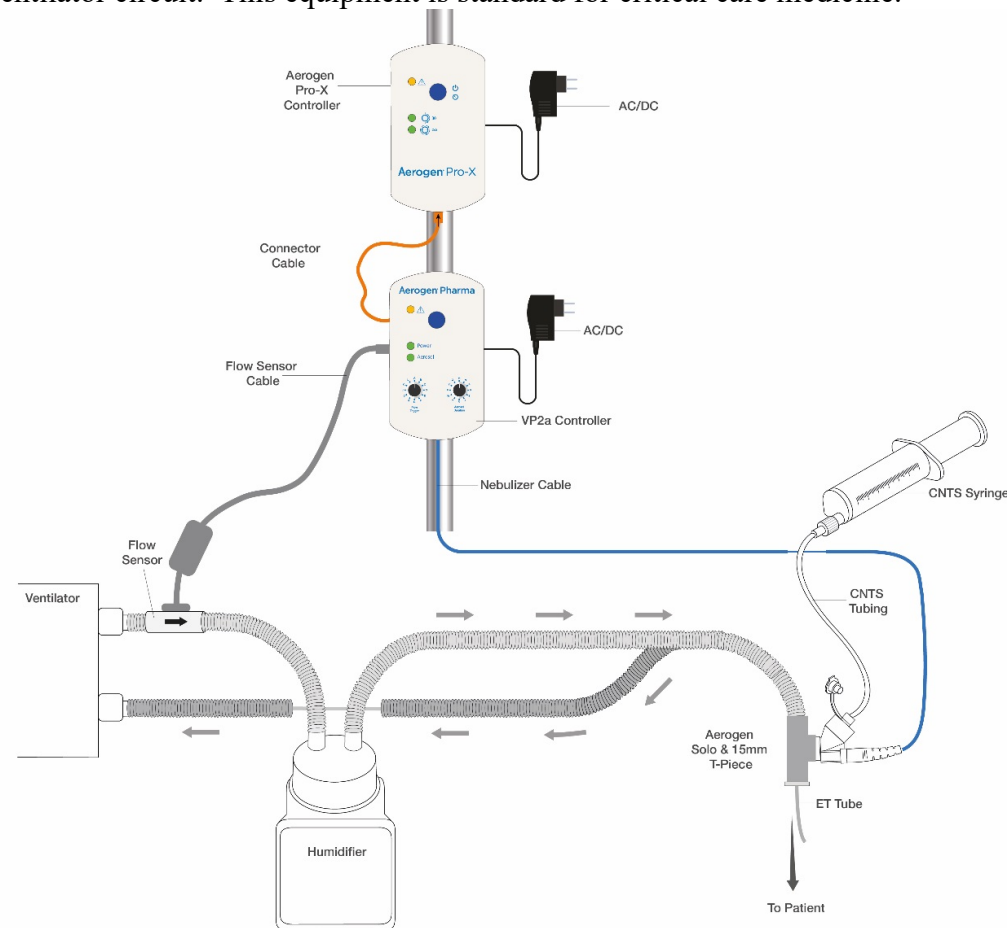 entilator circuit. This equipment is standard for critical care medicine.
Aerogen
Pro-X
Controller
AC/DC
Aerogen Pro-X
Connector
Cable
Aerogen Pharma
AC/DC
Power
Aerosol
Flow Sensor
Cable
VP2a Controller
Nebulizer Cable
CNTS Syringe
Flow
Sensor
Ventilator
CNTS
Tubing
Aerogen
Solo & 15mm
T-Piece
ET Tube
Humidifier
To Patient